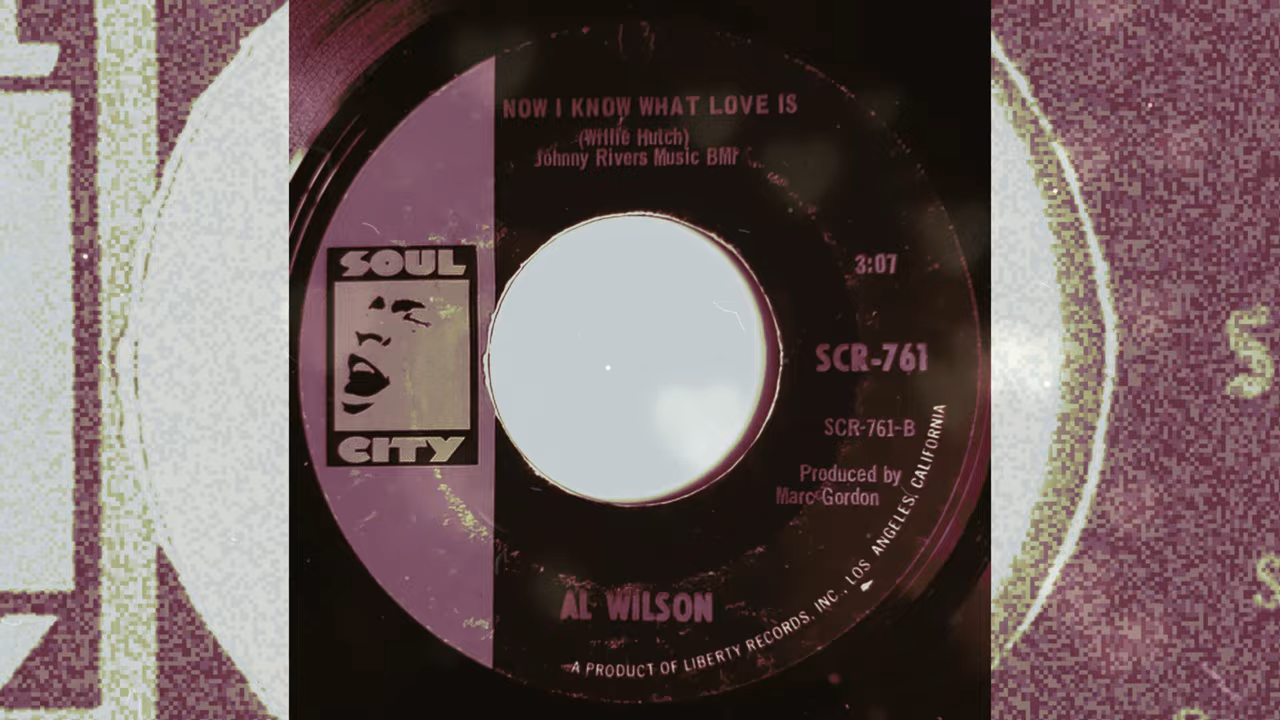 NOW I KNOW WHAT LOVE IS
(Willie Hutch)
Johnny Rivers Music BMI
SOUL
CITY
3:07
SCR-761
SCR-761-B
Produced by
Marc Gordon
AL WILSON
A PRODUCT OF LIBERTY RECORDS, INC., LOS ANGELES, CALIFORNIA
S
S